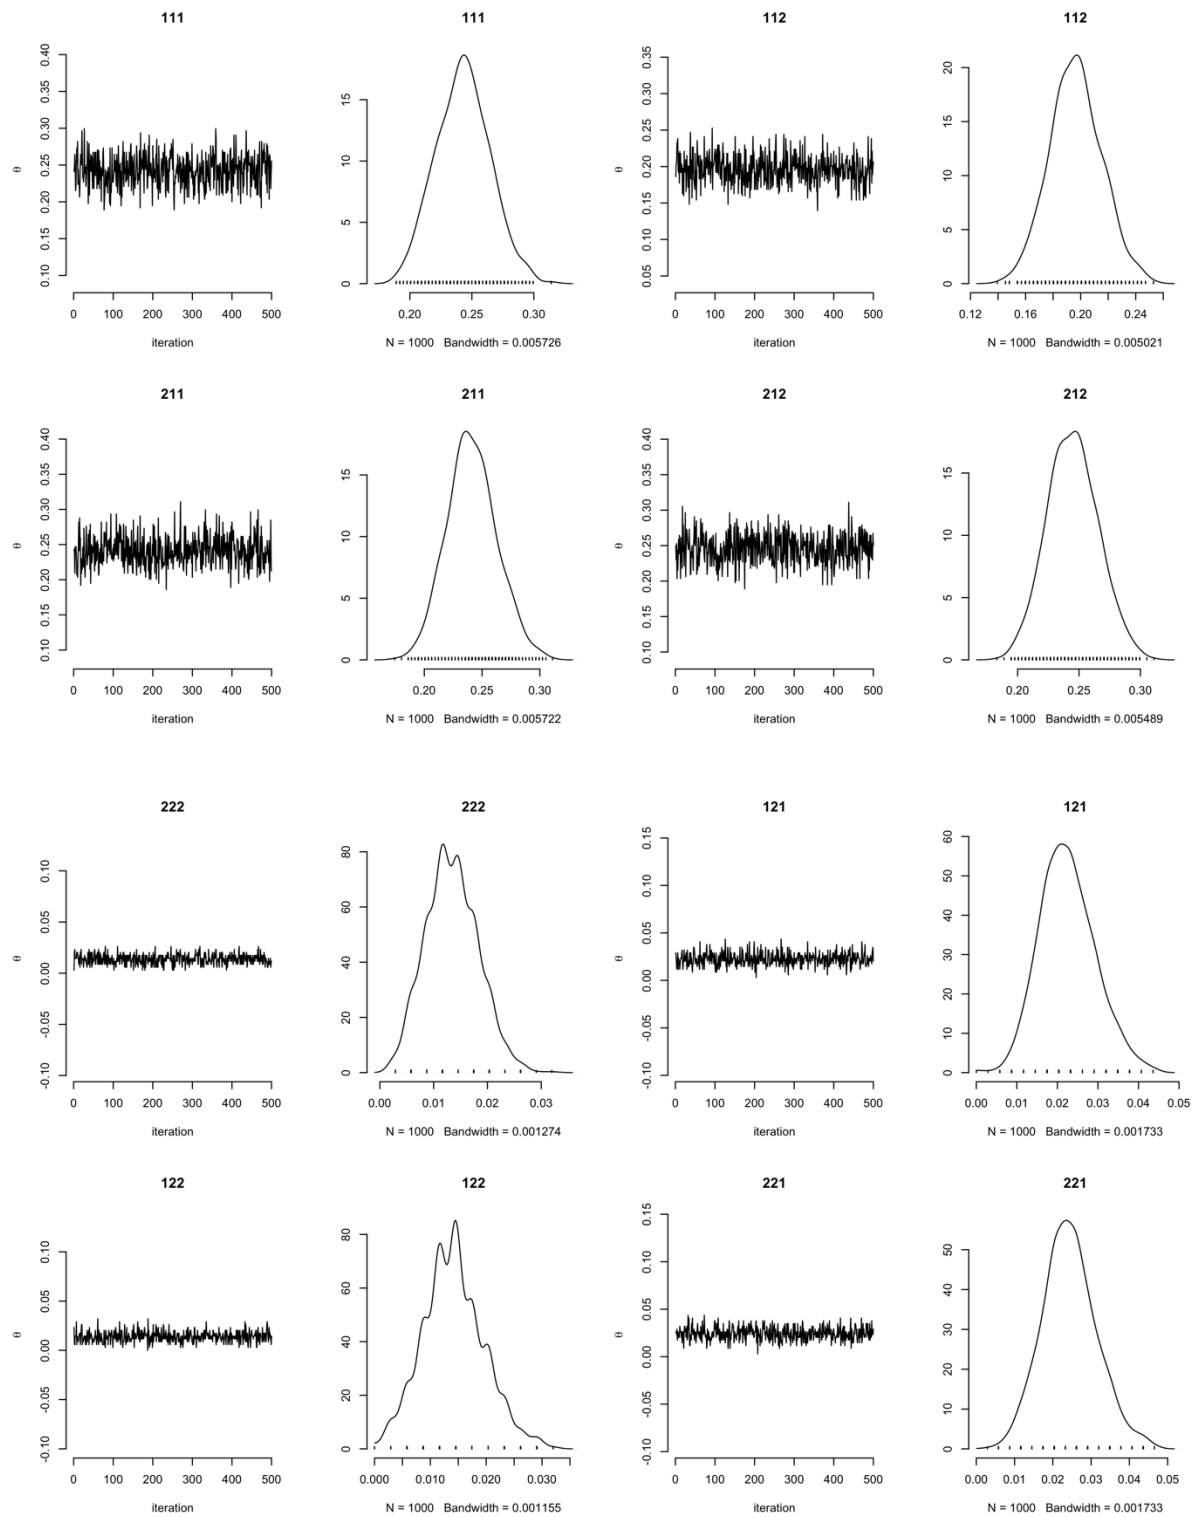 111 111 112 112
0.40
0.35
0.30
0.25
0.20
0.15
0.10
θ
0 100 200 300 400 500
iteration
15
10
5
0
0.20 0.25 0.30
N = 1000 Bandwidth = 0.005726
0.35
0.30
0.25
0.20
0.15
0.10
0.05
θ
0 100 200 300 400 500
iteration
20
15
10
5
0
0.12 0.16 0.20 0.24
N = 1000 Bandwidth = 0.005021
211 211 212 212
0.40
0.35
0.30
0.25
0.20
0.15
0.10
θ
0 100 200 300 400 500
iteration
15
10
5
0
0.20 0.25 0.30
N = 1000 Bandwidth = 0.005722
0.40
0.35
0.30
0.25
0.20
0.15
0.10
θ
0 100 200 300 400 500
iteration
15
10
5
0
0.20 0.25 0.30
N = 1000 Bandwidth = 0.005489
222 222 121 121
0.10
0.05
0.00
-0.05
-0.10
θ
0 100 200 300 400 500
iteration
80
60
40
20
0
0.00 0.01 0.02 0.03
N = 1000 Bandwidth = 0.001274
0.15
0.10
0.05
0.00
-0.05
-0.10
θ
0 100 200 300 400 500
iteration
60
50
40
30
20
10
0
0.00 0.01 0.02 0.03 0.04 0.05
N = 1000 Bandwidth = 0.001733
122 122 221 221
0.10
0.05
0.00
-0.05
-0.10
θ
0 100 200 300 400 500
iteration
80
60
40
20
0
0.000 0.010 0.020 0.030
N = 1000 Bandwidth = 0.001155
0.15
0.10
0.05
0.00
-0.05
-0.10
θ
0 100 200 300 400 500
iteration
50
40
30
20
10
0
0.00 0.01 0.02 0.03 0.04 0.05
N = 1000 Bandwidth = 0.001733